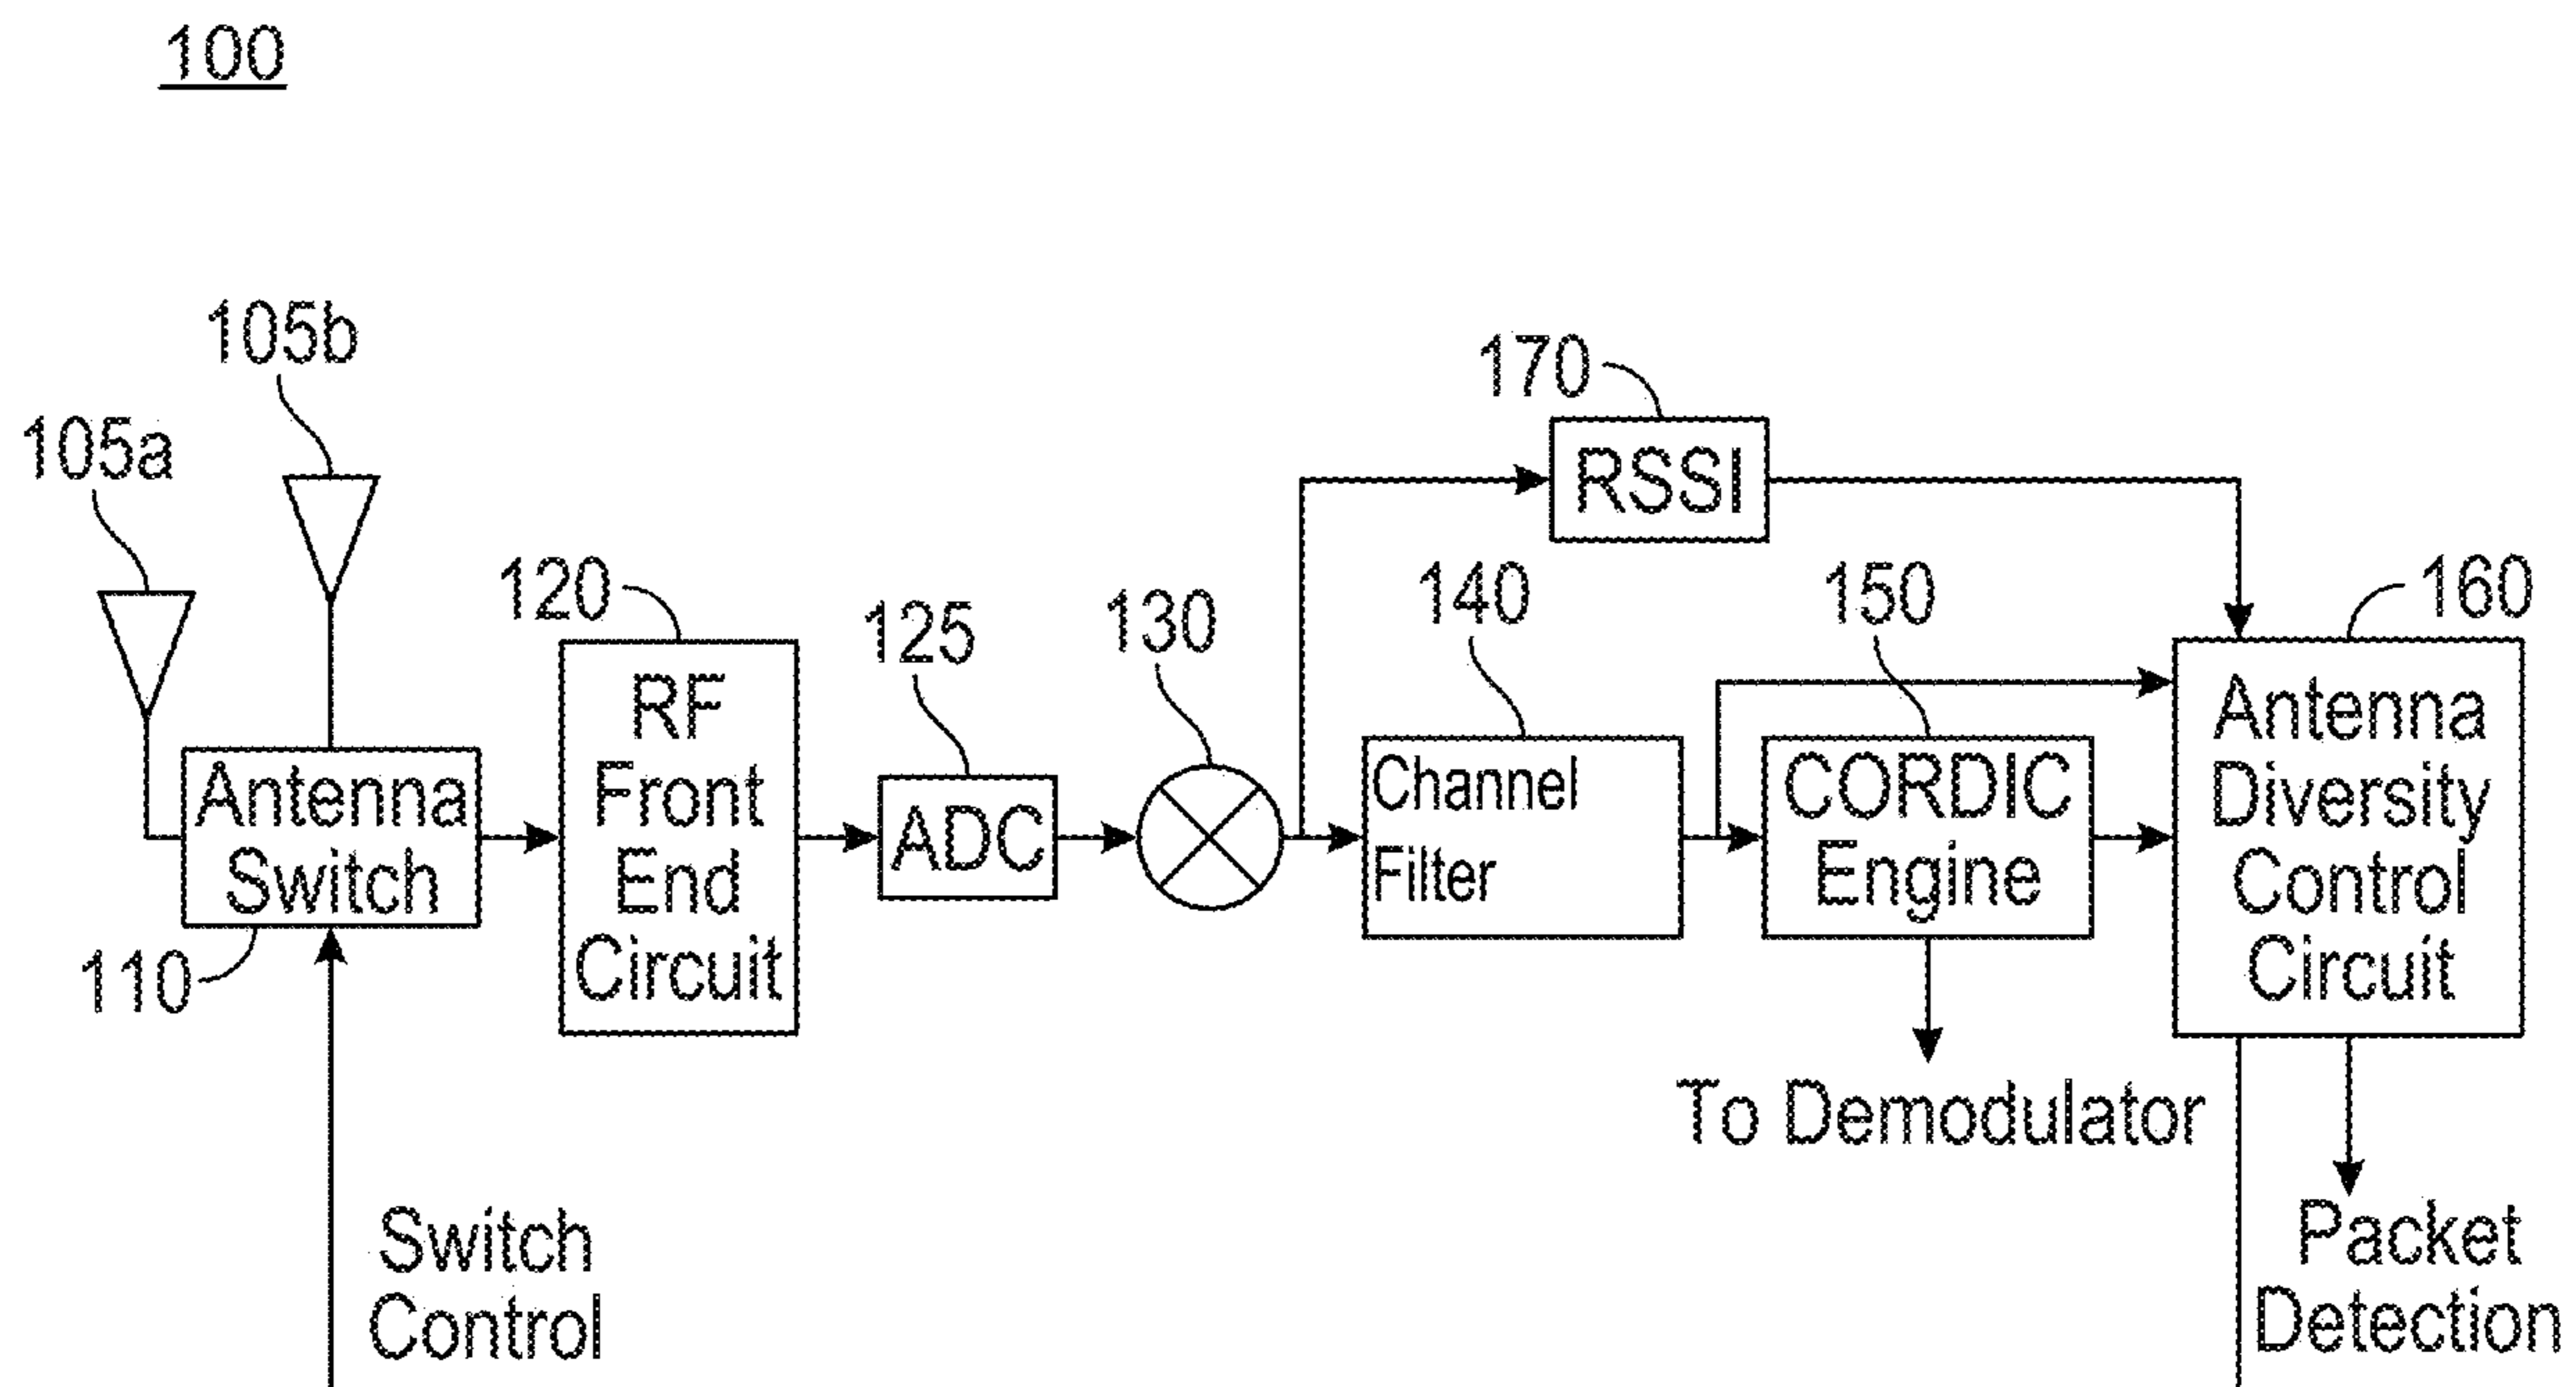 100
105b
105a
170
RSSI
120
125
130
140
150
160
RF
Front
End
Circuit
Antenna
Switch
110
ADC
Channel
Filter
CORDIC
Engine
Antenna
Diversity
Control
Circuit
To Demodulator
Switch
Control
Packet
Detection